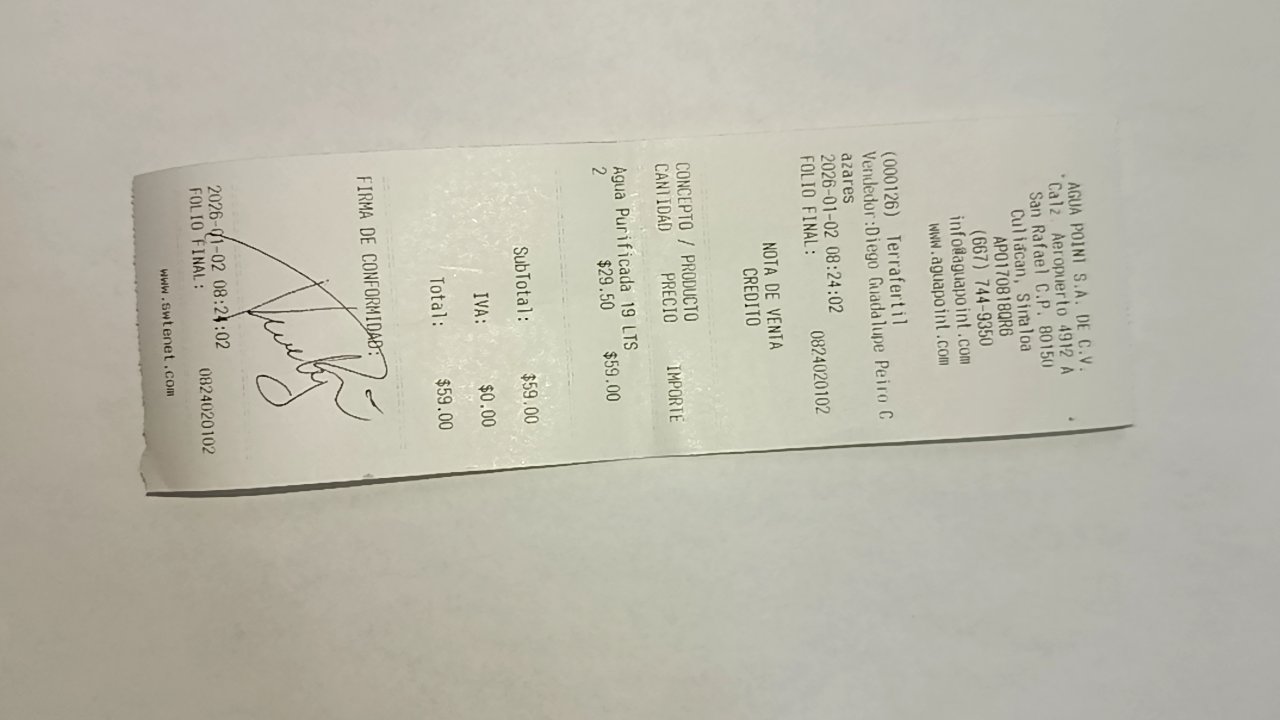 AGUA POINT S.A. DE C.V.
Calz. Aeropuerto 4912 A
San Rafael C.P. 80150
Culiacan, Sinaloa
APO170818QR6
(667) 744-9350
info@aguapoint.com
www.aguapoint.com
(000126) Terrafertil
Vendedor:Diego Guadalupe Peiro C
azares
2026-01-02 08:24:02
FOLIO FINAL: 0824020102
NOTA DE VENTA
CREDITO
CONCEPTO / PRODUCTO
CANTIDAD PRECIO IMPORTE
Agua Purificada 19 LTS
2 $29.50 $59.00
SubTotal: $59.00
IVA: $0.00
Total: $59.00
FIRMA DE CONFORMIDAD:
2026-01-02 08:24:02
FOLIO FINAL: 0824020102
www.swtenet.com